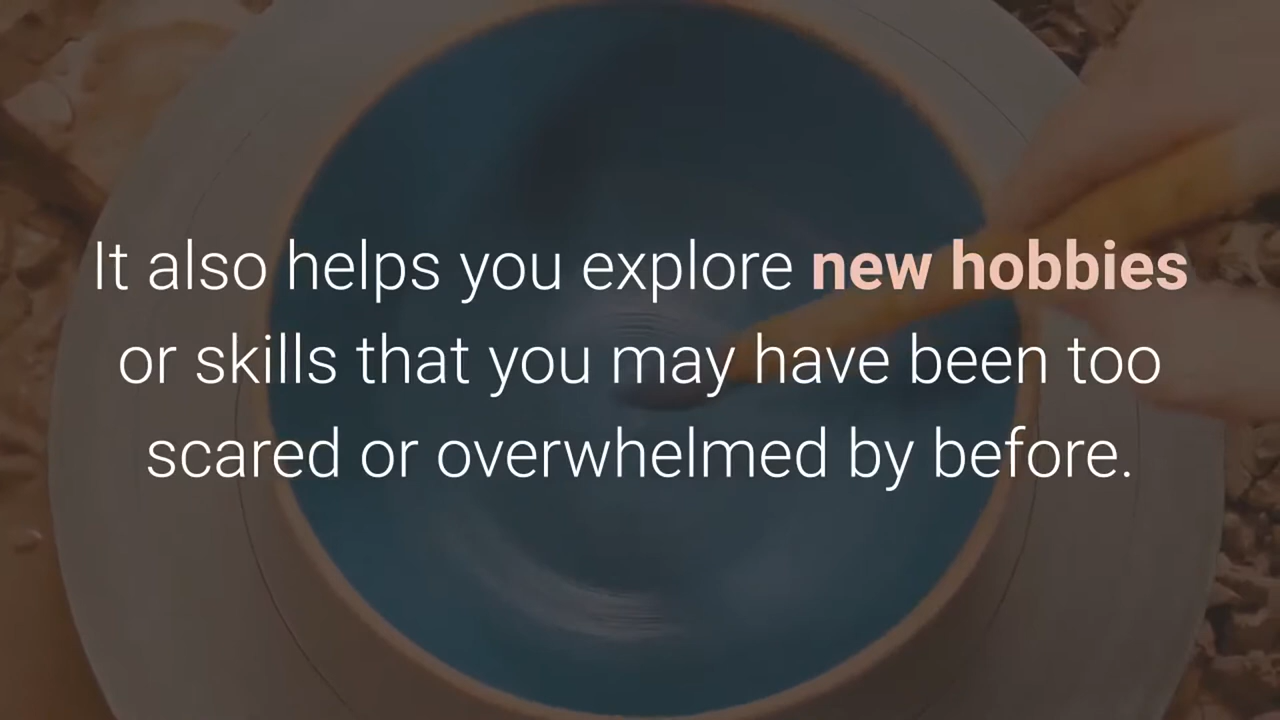 It also helps you explore new hobbies
or skills that you may have been too
scared or overwhelmed by before.